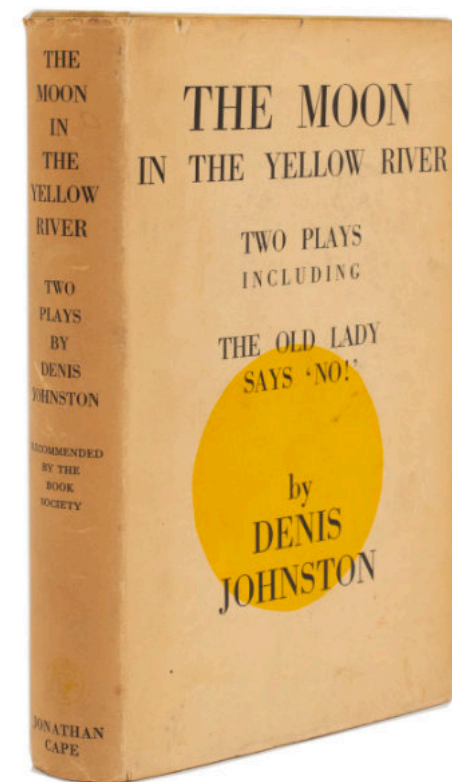 THE
MOON
IN
THE
YELLOW
RIVER
TWO
PLAYS
BY
DENIS
JOHNSTON
RECOMMENDED
BY THE
BOOK
SOCIETY
JONATHAN
CAPE
THE MOON
IN THE YELLOW RIVER
TWO PLAYS
INCLUDING
THE OLD LADY
SAYS ‘NO!’
by
DENIS
JOHNSTON